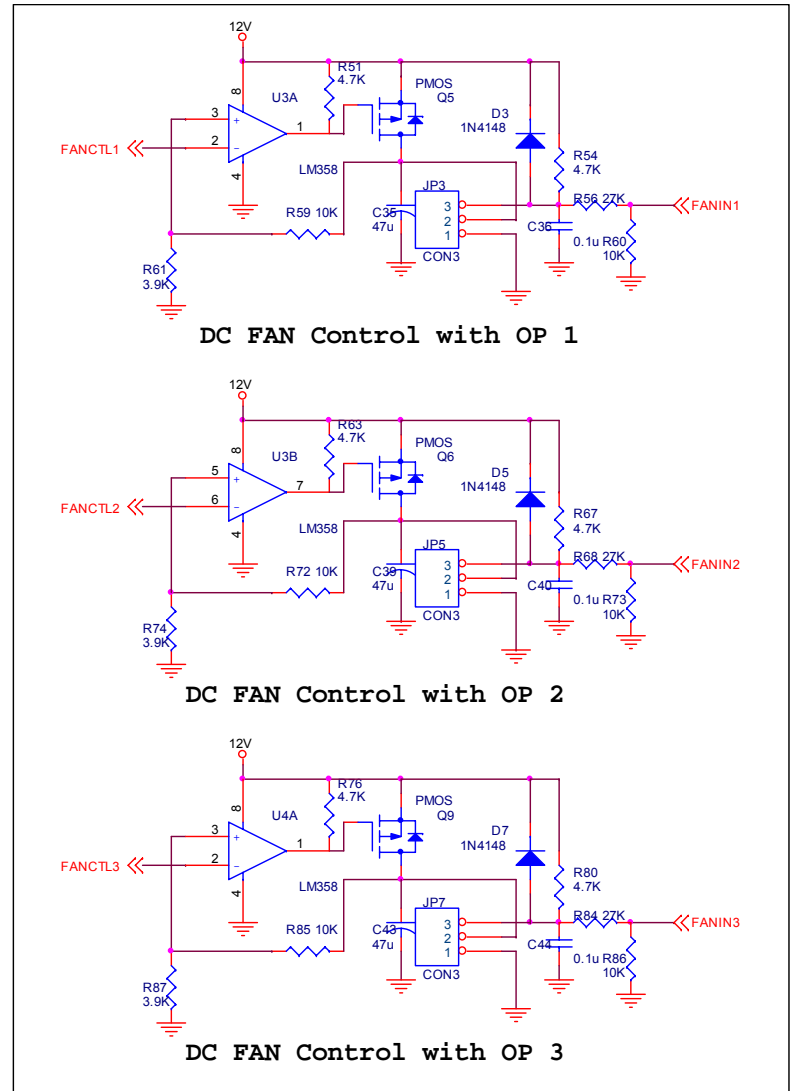 12V
R51
4.7K
PMOS
Q5
8
U3A
D3
1N4148
3
+
1
2
-
FANCTL1
4
LM358
R54
4.7K
JP3
R59 10K
C35
47u
3
2
1
R56 27K
FANIN1
C36
0.1u
R60
10K
CON3
R61
3.9K
DC FAN Control with OP 1
12V
R63
4.7K
PMOS
Q6
8
U3B
D5
1N4148
5
+
7
6
-
FANCTL2
4
LM358
R67
4.7K
JP5
R72 10K
C39
47u
3
2
1
R68 27K
FANIN2
C40
0.1u
R73
10K
CON3
R74
3.9K
DC FAN Control with OP 2
12V
R76
4.7K
PMOS
Q9
8
U4A
D7
1N4148
3
+
1
2
-
FANCTL3
4
LM358
R80
4.7K
JP7
R85 10K
C43
47u
3
2
1
R84 27K
FANIN3
C44
0.1u
R86
10K
CON3
R87
3.9K
DC FAN Control with OP 3